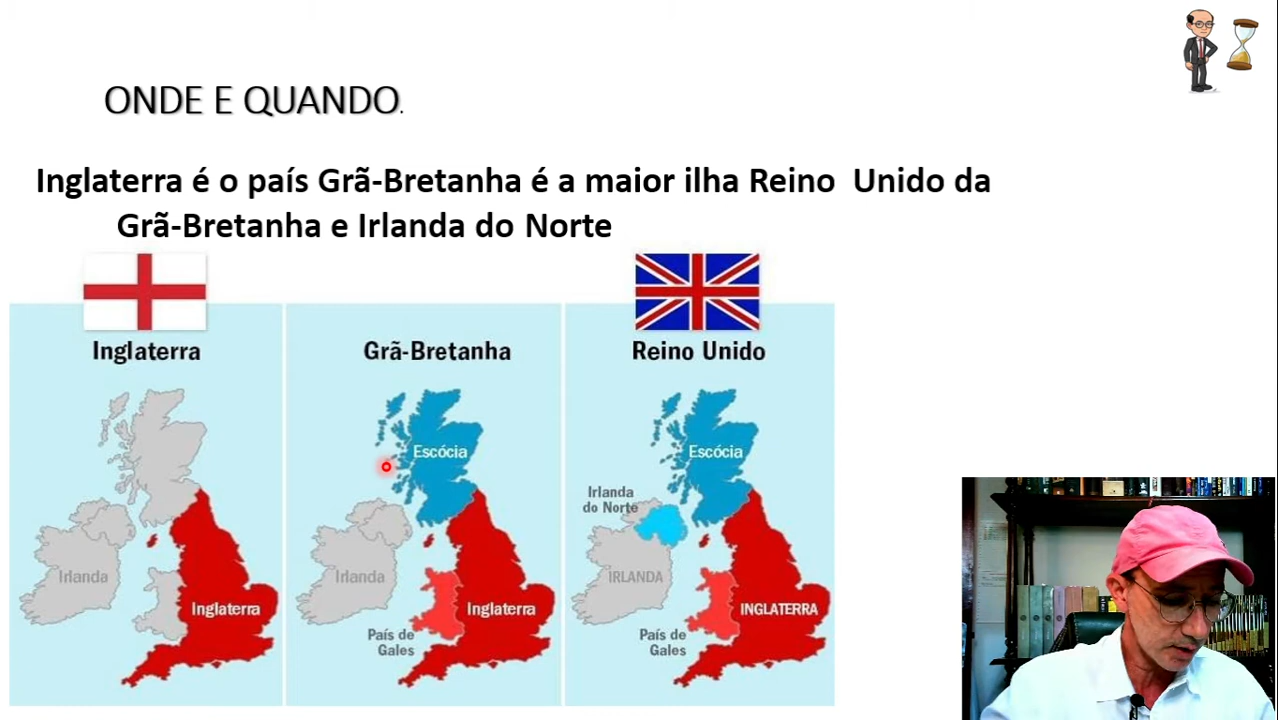 ONDE E QUANDO.
Inglaterra é o país Grã-Bretanha é a maior ilha Reino Unido da
Grã-Bretanha e Irlanda do Norte
Inglaterra
Irlanda
Inglaterra
Grã-Bretanha
Escócia
Irlanda
Inglaterra
País de
Gales
Reino Unido
Escócia
Irlanda
do Norte
IRLANDA
INGLATERRA
País de
Gales